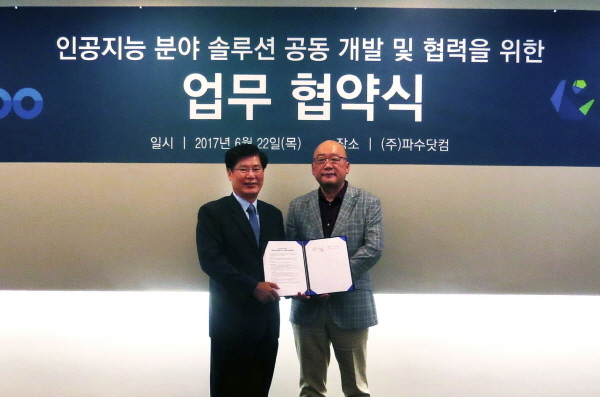 인공지능 분야 솔루션 공동 개발 및 협력을 위한
업무 협약식
일시 | 2017년 6월 22일(목) 장소 | (주)파수닷컴